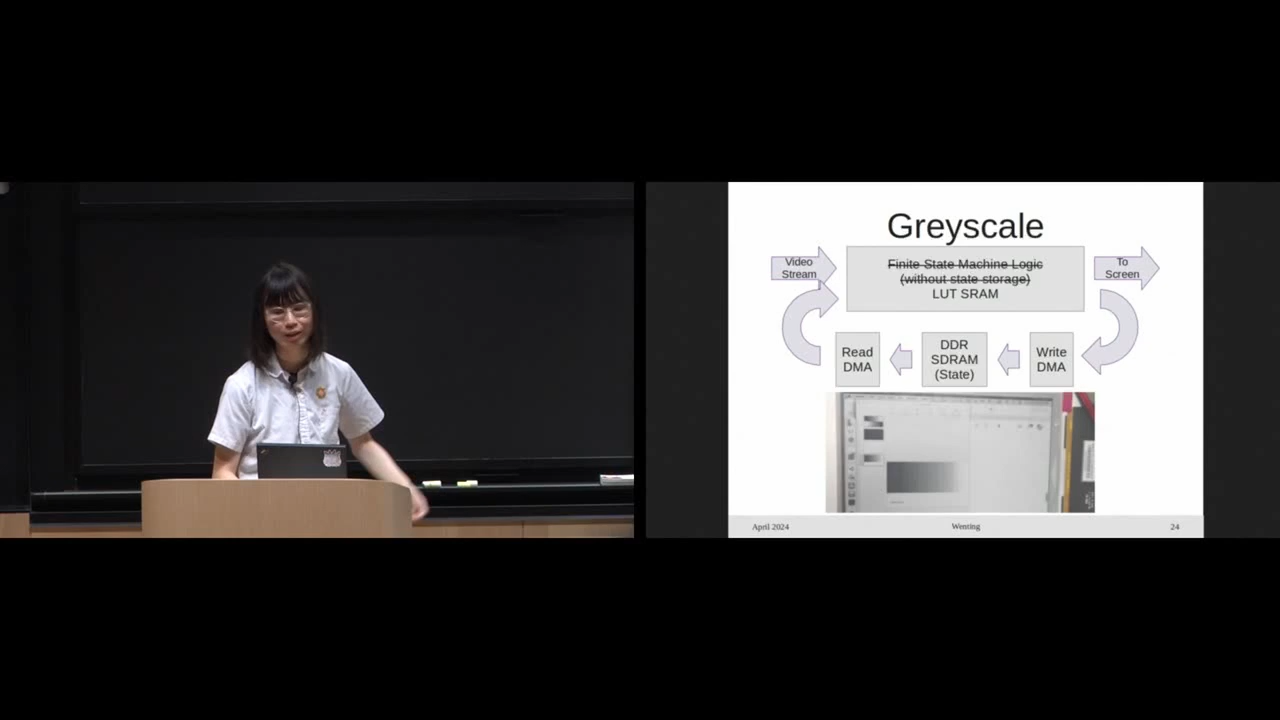 Greyscale
Video
Stream
Finite State Machine Logic
(without state storage)
LUT SRAM
To
Screen
Read
DMA
DDR
SDRAM
(State)
Write
DMA
April 2024
Wenting
24